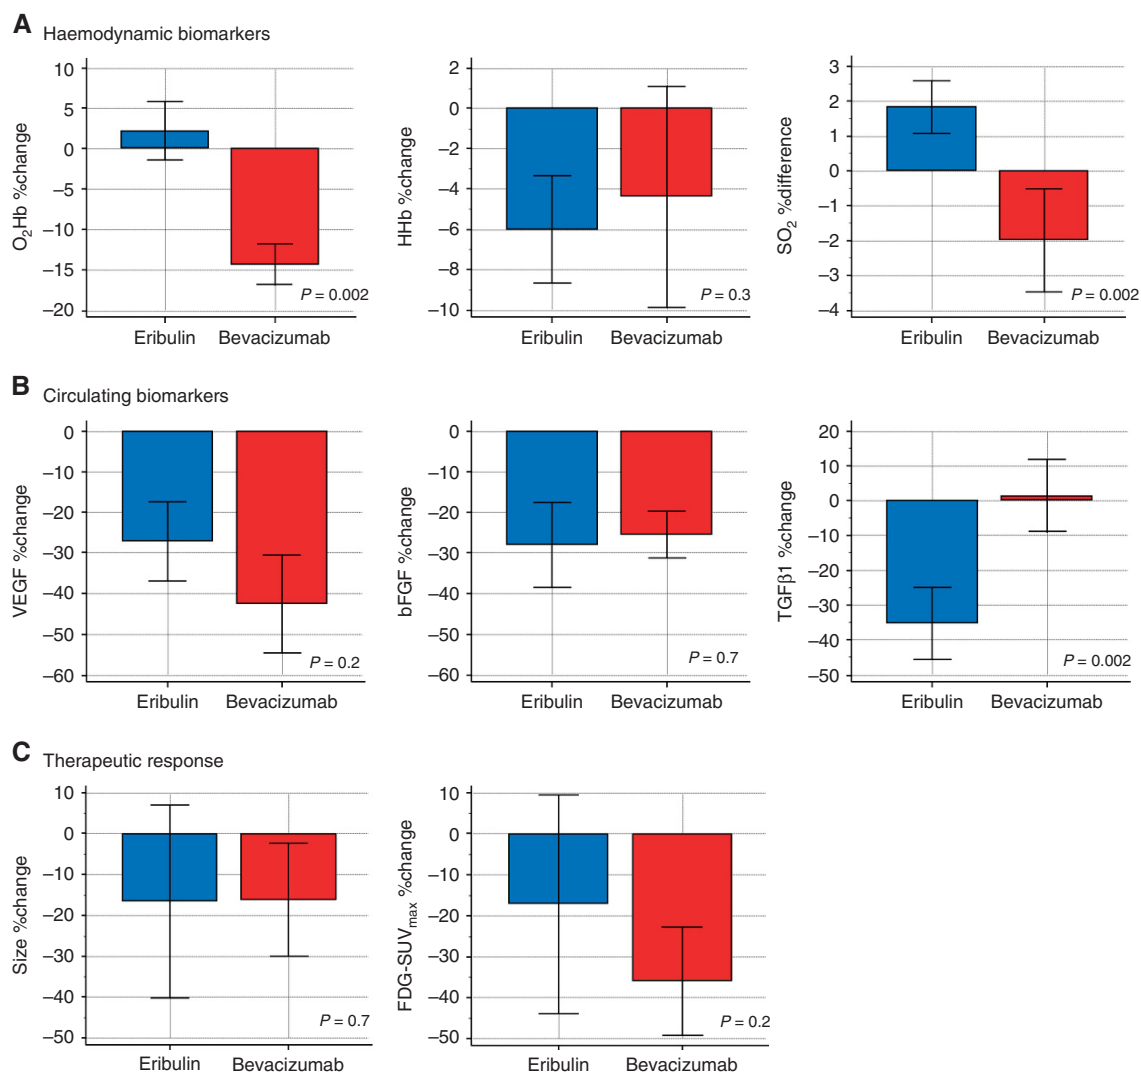 A Haemodynamic biomarkers
O₂Hb %change
10
5
0
–5
–10
–15
–20
P = 0.002
Eribulin Bevacizumab
HHb %change
2
0
–2
–4
–6
–8
–10
P = 0.3
Eribulin Bevacizumab
SO₂ %difference
3
2
1
0
–1
–2
–3
–4
P = 0.002
Eribulin Bevacizumab
B Circulating biomarkers
VEGF %change
0
–10
–20
–30
–40
–50
–60
P = 0.2
Eribulin Bevacizumab
bFGF %change
0
–10
–20
–30
–40
–50
–60
P = 0.7
Eribulin Bevacizumab
TGFβ1 %change
20
10
0
–10
–20
–30
–40
–50
P = 0.002
Eribulin Bevacizumab
C Therapeutic response
Size %change
10
0
–10
–20
–30
–40
–50
P = 0.7
Eribulin Bevacizumab
FDG-SUVmax %change
10
0
–10
–20
–30
–40
–50
P = 0.2
Eribulin Bevacizumab